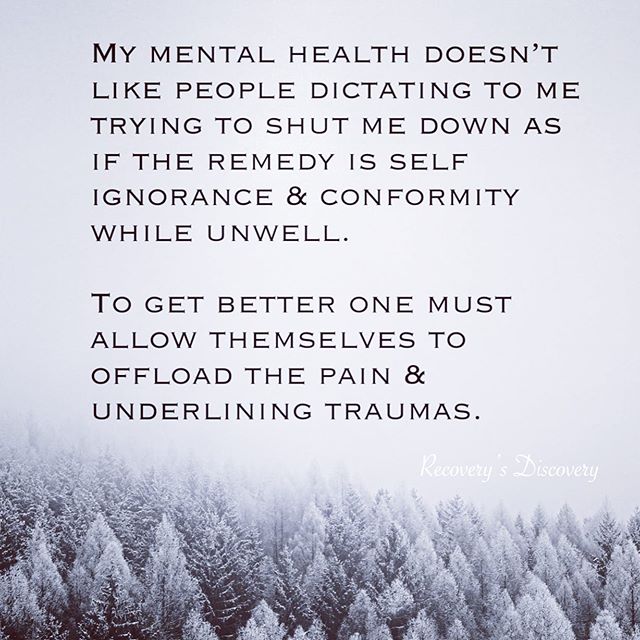 My mental health doesn't
like people dictating to me
trying to shut me down as
if the remedy is self
ignorance & conformity
while unwell.
To get better one must
allow themselves to
offload the pain &
underlining traumas.
Recovery's Discovery